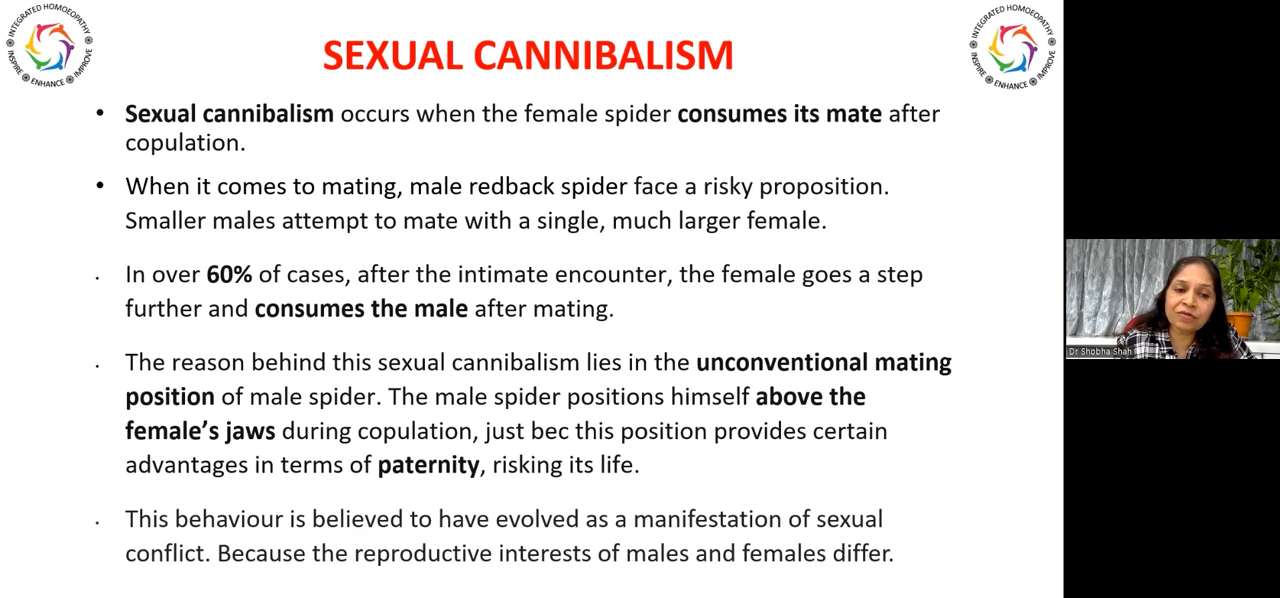 INTEGRATED HOMOEOPATHY
INSPIRE ENHANCE IMPROVE
INTEGRATED HOMOEOPATHY
INSPIRE ENHANCE IMPROVE
SEXUAL CANNIBALISM
• Sexual cannibalism occurs when the female spider consumes its mate after
copulation.
• When it comes to mating, male redback spider face a risky proposition.
Smaller males attempt to mate with a single, much larger female.
. In over 60% of cases, after the intimate encounter, the female goes a step
further and consumes the male after mating.
. The reason behind this sexual cannibalism lies in the unconventional mating
position of male spider. The male spider positions himself above the
female's jaws during copulation, just bec this position provides certain
advantages in terms of paternity, risking its life.
. This behaviour is believed to have evolved as a manifestation of sexual
conflict. Because the reproductive interests of males and females differ.
Dr Shobha Shah